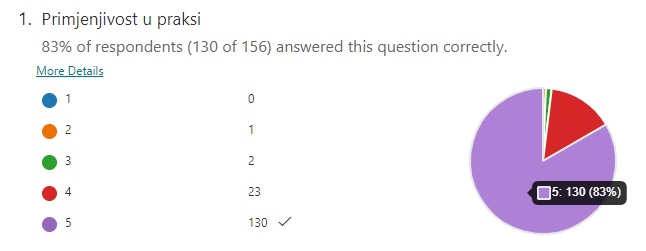 1. Primjenjivost u praksi
83% of respondents (130 of 156) answered this question correctly.
More Details
1 0
2 1
3 2
4 23
5 130
5: 130 (83%)